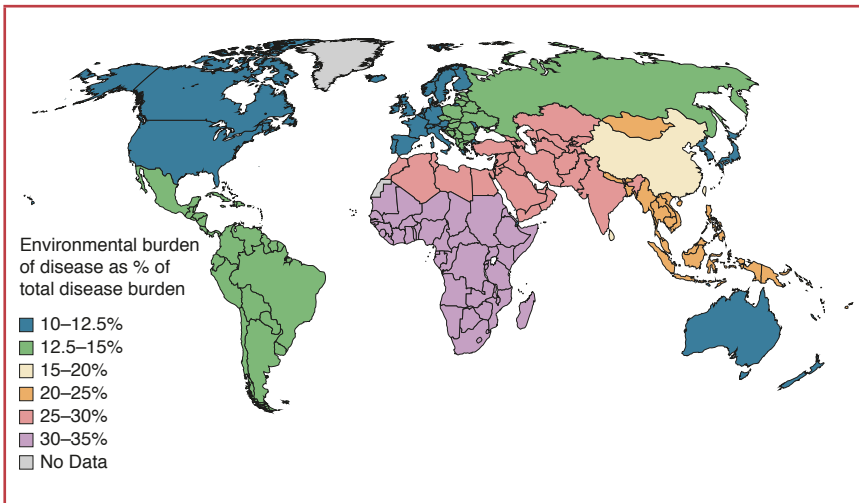 Environmental burden
of disease as % of
total disease burden
10–12.5%
12.5–15%
15–20%
20–25%
25–30%
30–35%
No Data